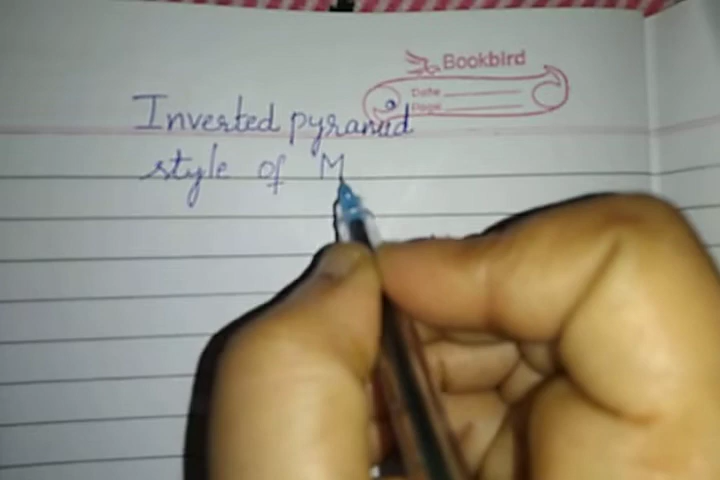 Bookbird
Date
Page
Inverted pyramid
style of M